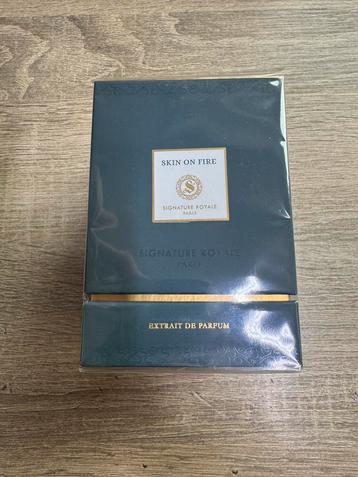 SKIN ON FIRE
S
SIGNATURE ROYALE
PARIS
SIGNATURE ROYALE
PARIS
EXTRAIT DE PARFUM